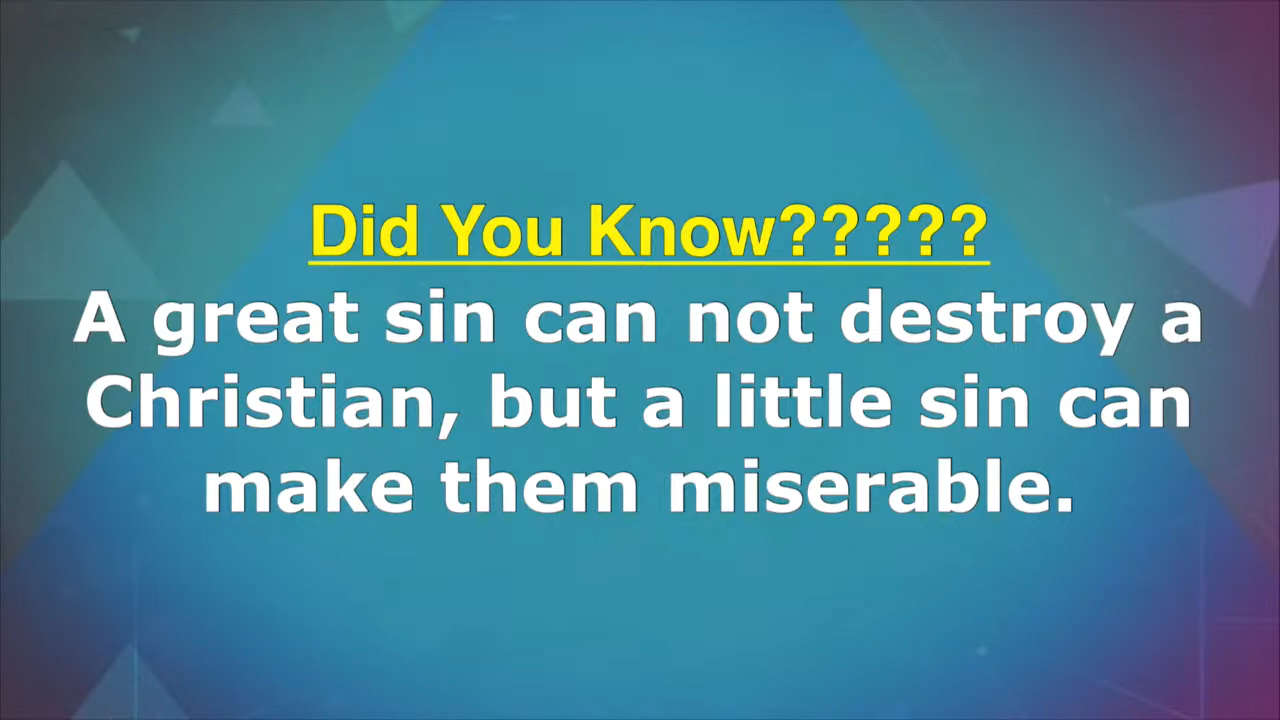 Did You Know?????
A great sin can not destroy a
Christian, but a little sin can
make them miserable.